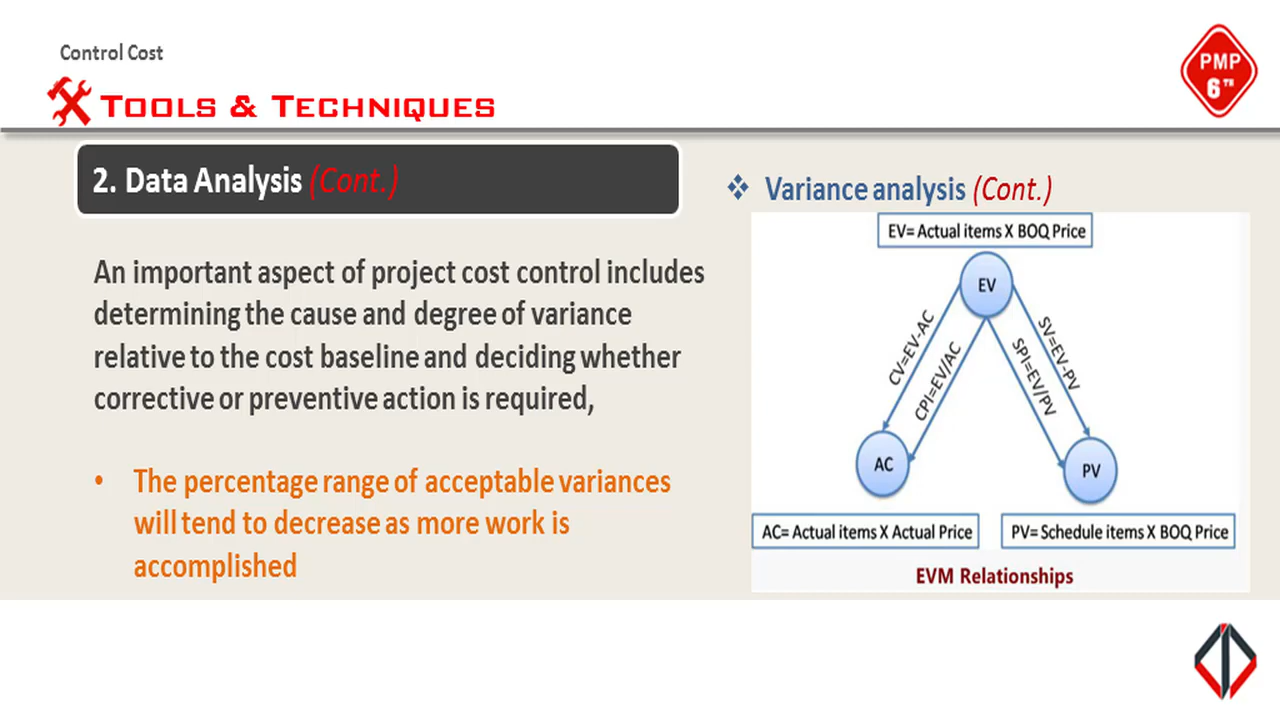 Control Cost
TOOLS & TECHNIQUES
PMP
6TH
2. Data Analysis (Cont.)
An important aspect of project cost control includes
determining the cause and degree of variance
relative to the cost baseline and deciding whether
corrective or preventive action is required,
• The percentage range of acceptable variances
will tend to decrease as more work is
accomplished
❖ Variance analysis (Cont.)
EV= Actual items X BOQ Price
EV
CV=EV-AC
CPI=EV/AC
SPI=EV/PV
SV=EV-PV
AC
PV
AC= Actual items X Actual Price
PV= Schedule items X BOQ Price
EVM Relationships